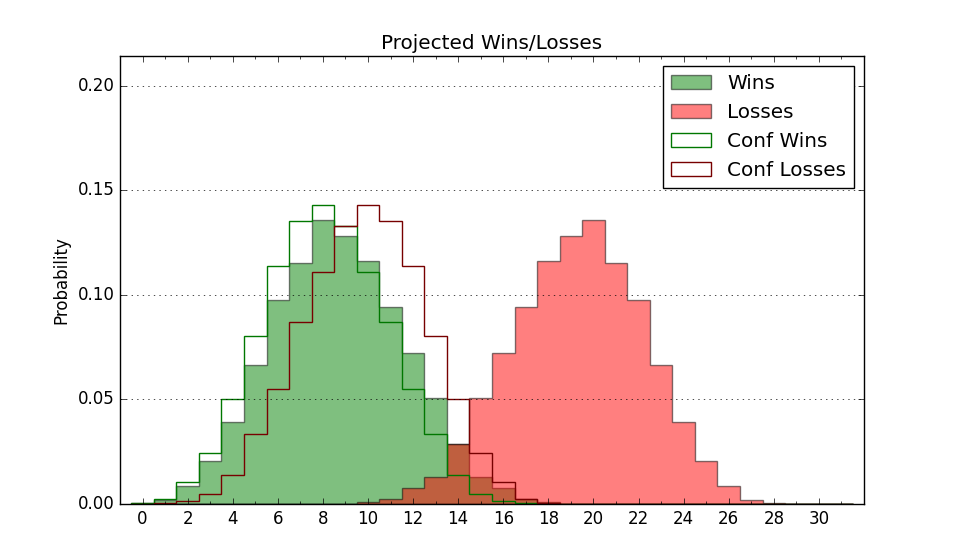 Projected Wins/Losses
0.20
0.15
0.10
0.05
0.00
Probability
Wins
Losses
Conf Wins
Conf Losses
0 2 4 6 8 10 12 14 16 18 20 22 24 26 28 30